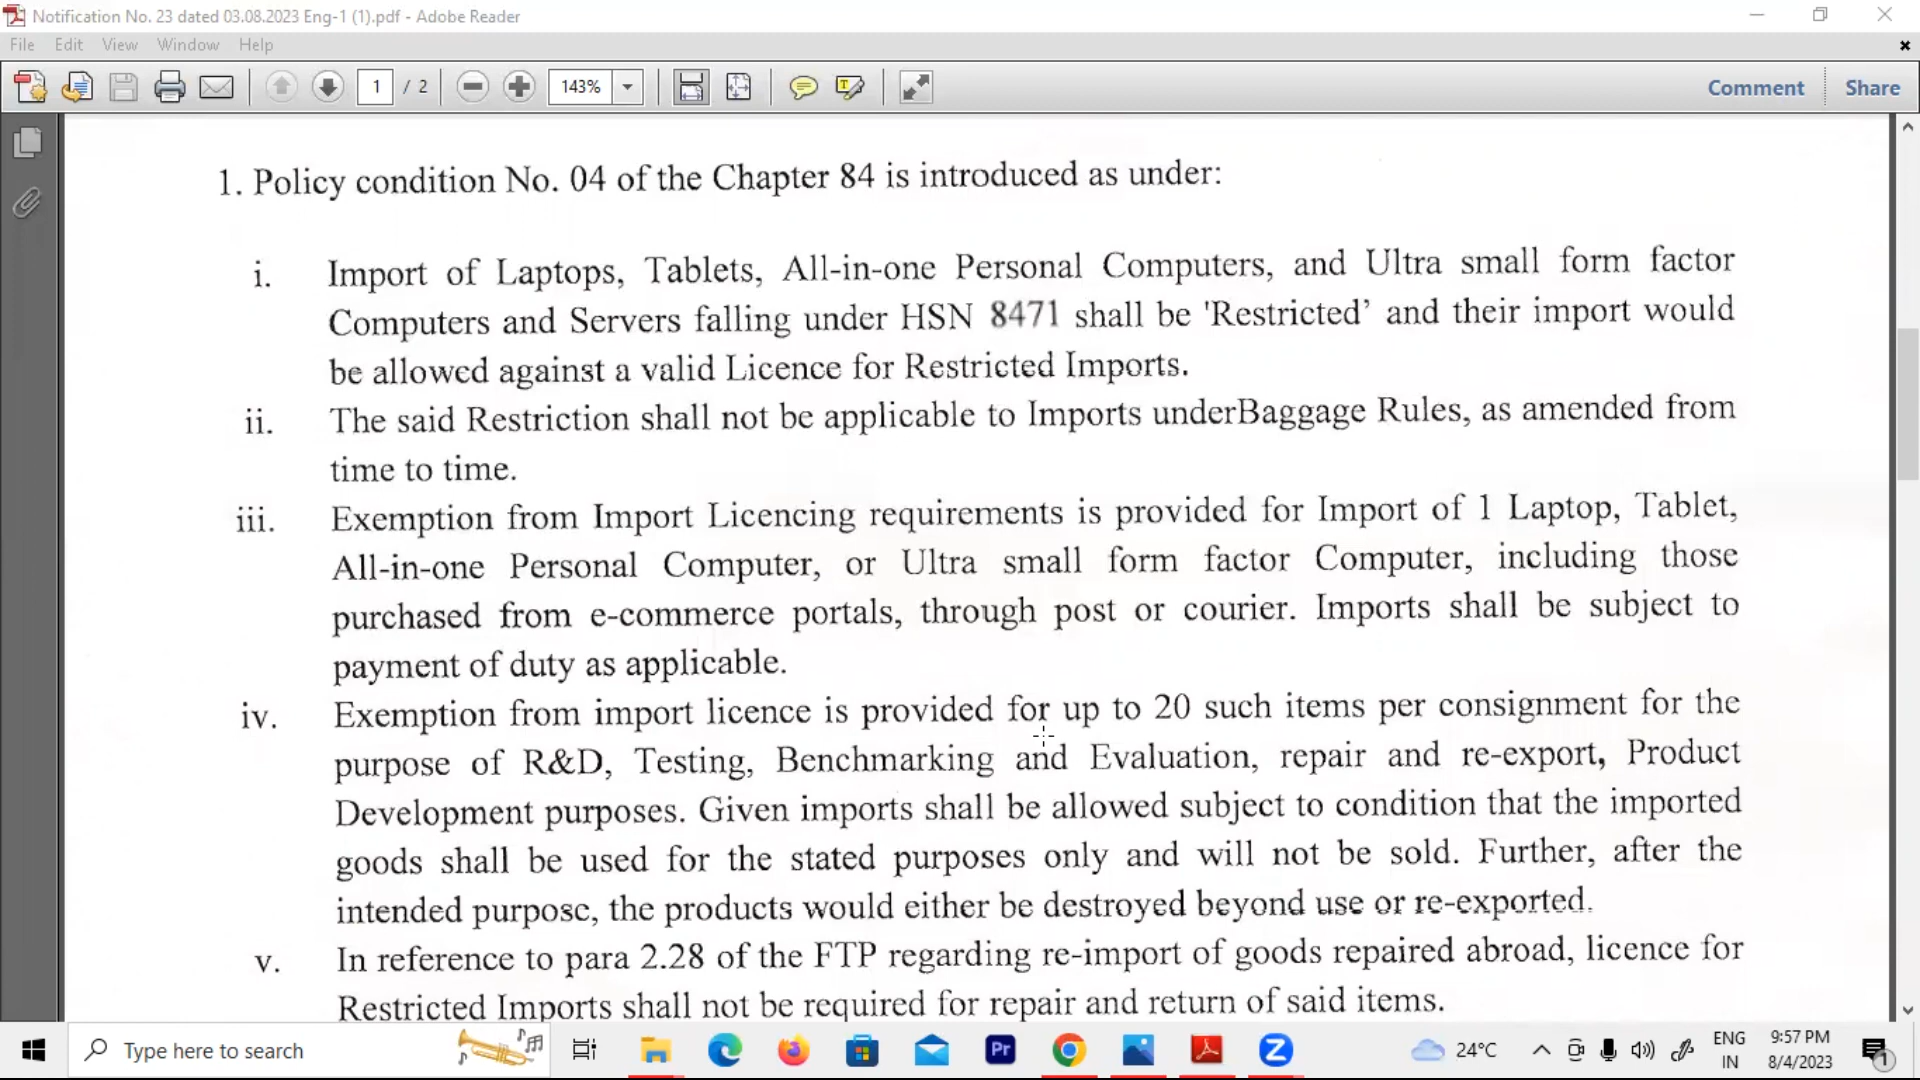 Notification No. 23 dated 03.08.2023 Eng-1 (1).pdf - Adobe Reader
File Edit View Window Help
1 / 2 143% Comment Share
1. Policy condition No. 04 of the Chapter 84 is introduced as under:
i. Import of Laptops, Tablets, All-in-one Personal Computers, and Ultra small form factor
Computers and Servers falling under HSN 8471 shall be 'Restricted’ and their import would
be allowed against a valid Licence for Restricted Imports.
ii. The said Restriction shall not be applicable to Imports underBaggage Rules, as amended from
time to time.
iii. Exemption from Import Licencing requirements is provided for Import of 1 Laptop, Tablet,
All-in-one Personal Computer, or Ultra small form factor Computer, including those
purchased from e-commerce portals, through post or courier. Imports shall be subject to
payment of duty as applicable.
iv. Exemption from import licence is provided for up to 20 such items per consignment for the
purpose of R&D, Testing, Benchmarking and Evaluation, repair and re-export, Product
Development purposes. Given imports shall be allowed subject to condition that the imported
goods shall be used for the stated purposes only and will not be sold. Further, after the
intended purpose, the products would either be destroyed beyond use or re-exported.
v. In reference to para 2.28 of the FTP regarding re-import of goods repaired abroad, licence for
Restricted Imports shall not be required for repair and return of said items.
Type here to search
Pr
24°C
ENG
IN
9:57 PM
8/4/2023
1